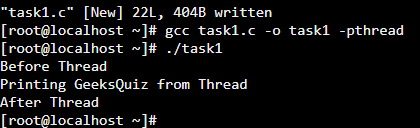 "task1.c" [New] 22L, 404B written
[root@localhost ~]# gcc task1.c -o task1 -pthread
[root@localhost ~]# ./task1
Before Thread
Printing GeeksQuiz from Thread
After Thread
[root@localhost ~]#